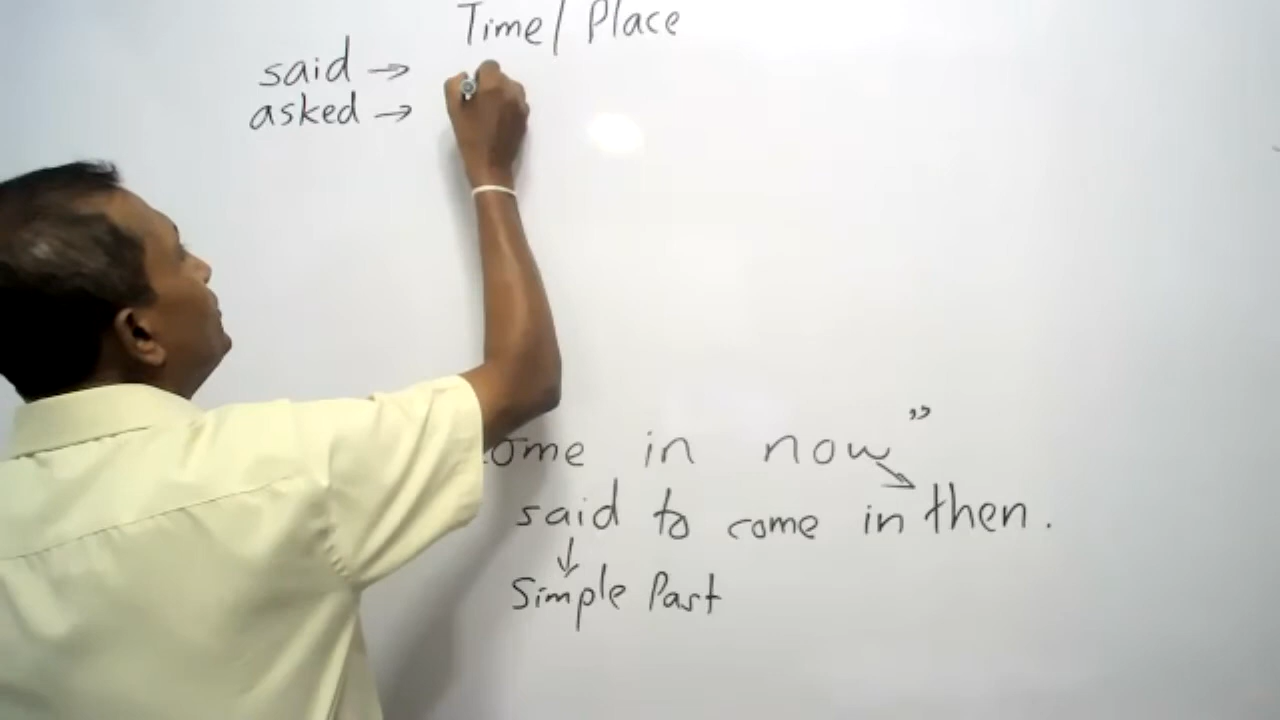 Time/ Place
said →
asked →
ome in now”
said to come in then.
Simple Past